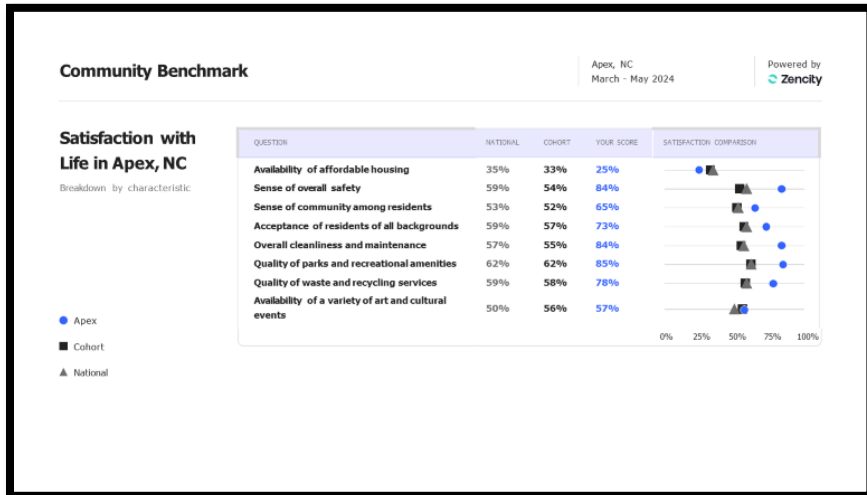 Community Benchmark
Apex, NC
March - May 2024
Powered by
Zencity
Satisfaction with
Life in Apex, NC
Breakdown by characteristic
QUESTION NATIONAL COHORT YOUR SCORE SATISFACTION COMPARISON
Availability of affordable housing 35% 33% 25%
Sense of overall safety 59% 54% 84%
Sense of community among residents 53% 52% 65%
Acceptance of residents of all backgrounds 59% 57% 73%
Overall cleanliness and maintenance 57% 55% 84%
Quality of parks and recreational amenities 62% 62% 85%
Quality of waste and recycling services 59% 58% 78%
Availability of a variety of art and cultural
events 50% 56% 57%
0% 25% 50% 75% 100%
Apex
Cohort
National